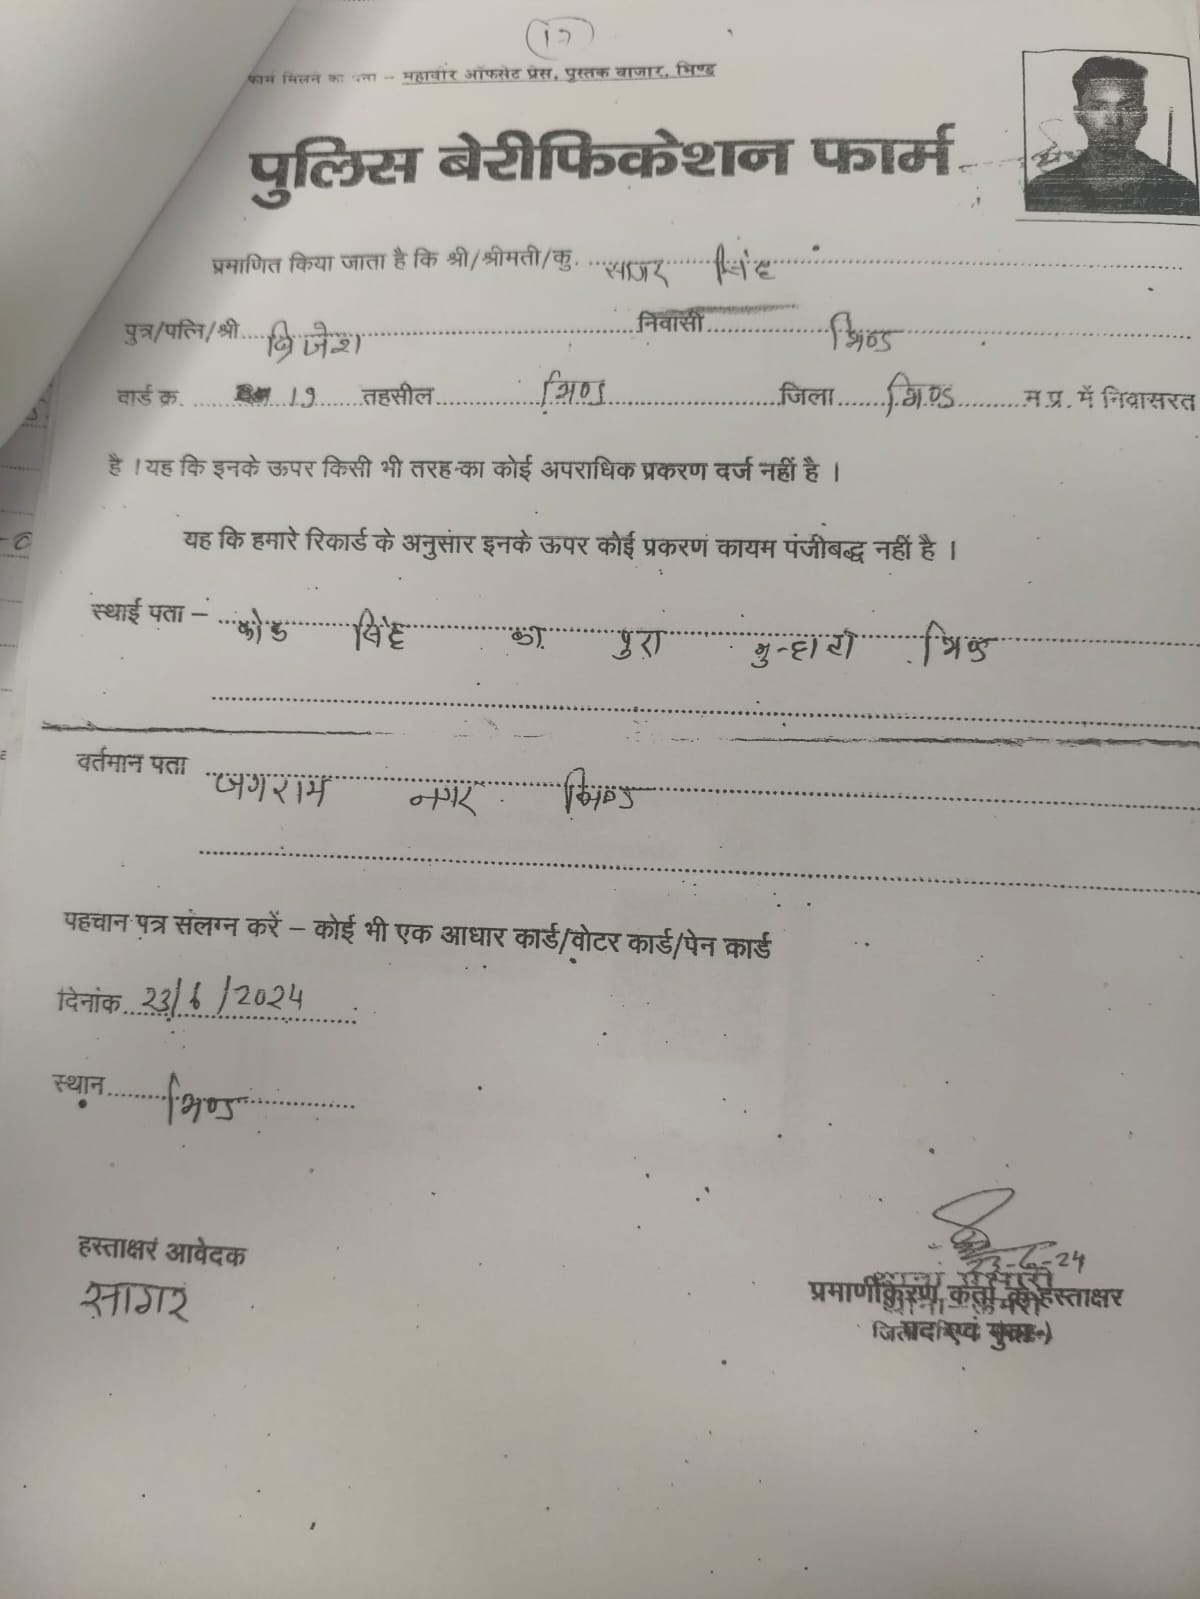 (17)
फार्म मिलने का पता – महावीर ऑफसेट प्रेस, पुस्तक बाजार, भिण्ड
पुलिस बेरीफिकेशन फार्म
प्रमाणित किया जाता है कि श्री/श्रीमती/कु. सागर सिंह
पुत्र/पत्नि/श्री ब्रिजेश निवासी भिण्ड
वार्ड क्र. 19 तहसील भिण्ड जिला भिण्ड म.प्र. में निवासरत
है । यह कि इनके ऊपर किसी भी तरह का कोई अपराधिक प्रकरण दर्ज नहीं है ।
यह कि हमारे रिकार्ड के अनुसार इनके ऊपर कोई प्रकरण कायम पंजीबद्ध नहीं है ।
स्थाई पता – सिंह का पुरा भिण्ड
वर्तमान पता जगराम नगर भिण्ड
पहचान पत्र संलग्न करें – कोई भी एक आधार कार्ड/वोटर कार्ड/पेन कार्ड
दिनांक 23/6/2024
स्थान भिण्ड
23-6-24
हस्ताक्षर आवेदक
प्रमाणीकरण कर्ता के हस्ताक्षर
सागर
पद एवं मुद्रा